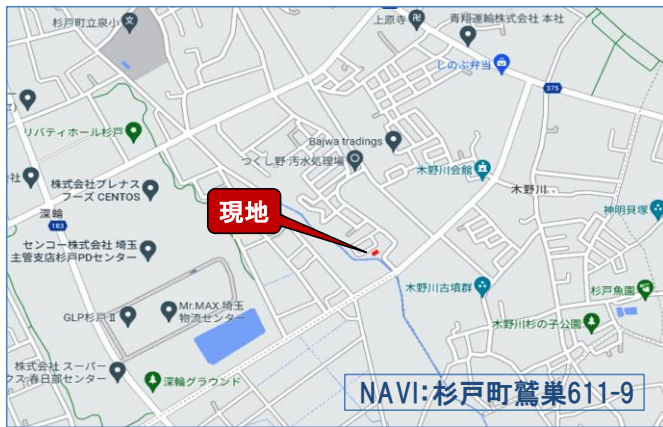 杉戸町立泉小
上原寺
青翔運輸株式会社 本社
しのぶ弁当
375
リバティホール杉戸
Bajwa tradings
つくし野 汚水処理場
木野川会館
木野川
神明貝塚
会社
株式会社プレナス
フーズ CENTOS
深輪
183
現地
センコー株式会社 埼玉
主管支店杉戸PDセンター
木野川古墳群
杉戸魚園
GLP杉戸Ⅱ
Mr.MAX 埼玉
物流センター
木野川杉の子公園
株式会社 スーパー
クス 春日部センター
深輪グラウンド
NAVI:杉戸町鷲巣611-9